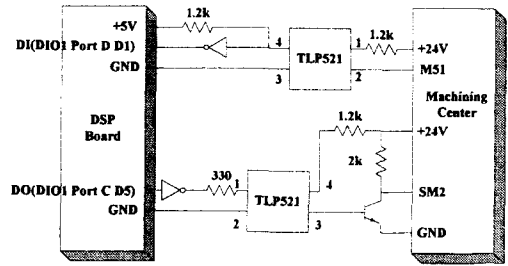 +5V
1.2k
DI(DIO1 Port D D1)
4
TLP521
1
1.2k
+24V
GND
3
2
M51
DSP
Board
Machining
Center
1.2k
+24V
2k
330
DO(DIO1 Port C D5)
1
TLP521
4
SM2
GND
2
3
GND